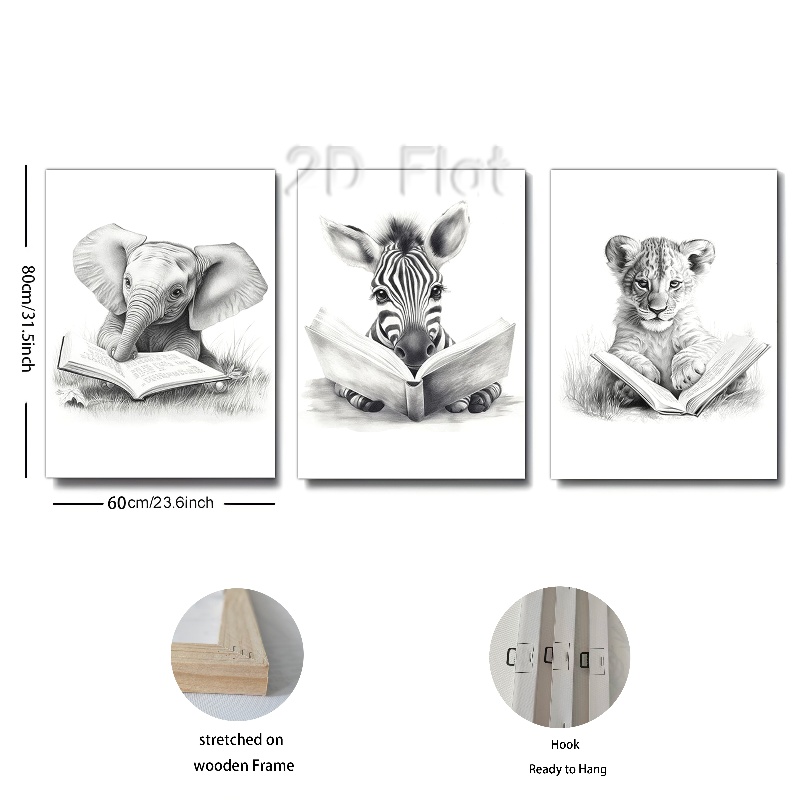 2D Flat
80cm/31.5inch
60cm/23.6inch
stretched on
wooden Frame
Hook
Ready to Hang